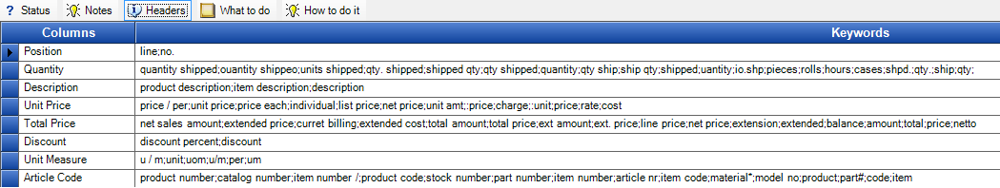 ? Status Notes Headers What to do How to do it
Columns Keywords
Position line;no.
Quantity quantity shipped;ouantity shippeo;units shipped;qty. shipped;shipped qty;qty shipped;quantity;qty ship;ship qty;shipped;uantity;io.shp;pieces;rolls;hours;cases;shpd.;qty.;ship;qty;
Description product description;item description;description
Unit Price price / per;unit price;price each;individual;list price;net price;unit amt;:price;charge;:unit;price;rate;cost
Total Price net sales amount;extended price;curret billing;extended cost;total amount;total price;ext amount;ext. price;line price;net price;extension;extended;balance;amount;total;price;netto
Discount discount percent;discount
Unit Measure u / m;unit;uom;u/m;per;um
Article Code product number;catalog number;item number /;product code;stock number;part number;item number;article nr;item code;material*;model no;product;part#;code;item